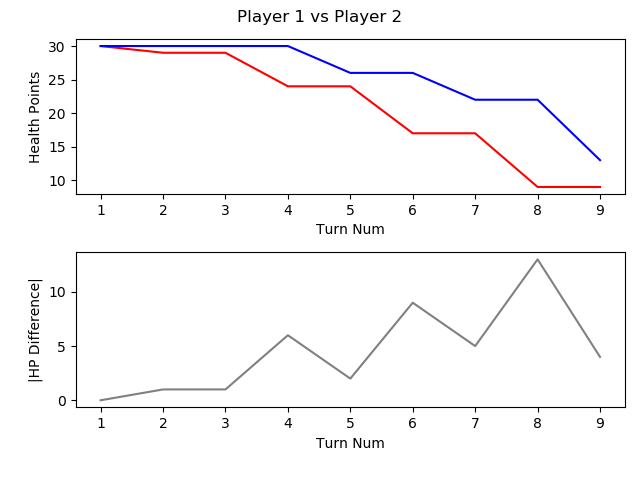 Player 1 vs Player 2
30
25
20
15
10
Health Points
1 2 3 4 5 6 7 8 9
Turn Num
10
5
0
|HP Difference|
1 2 3 4 5 6 7 8 9
Turn Num